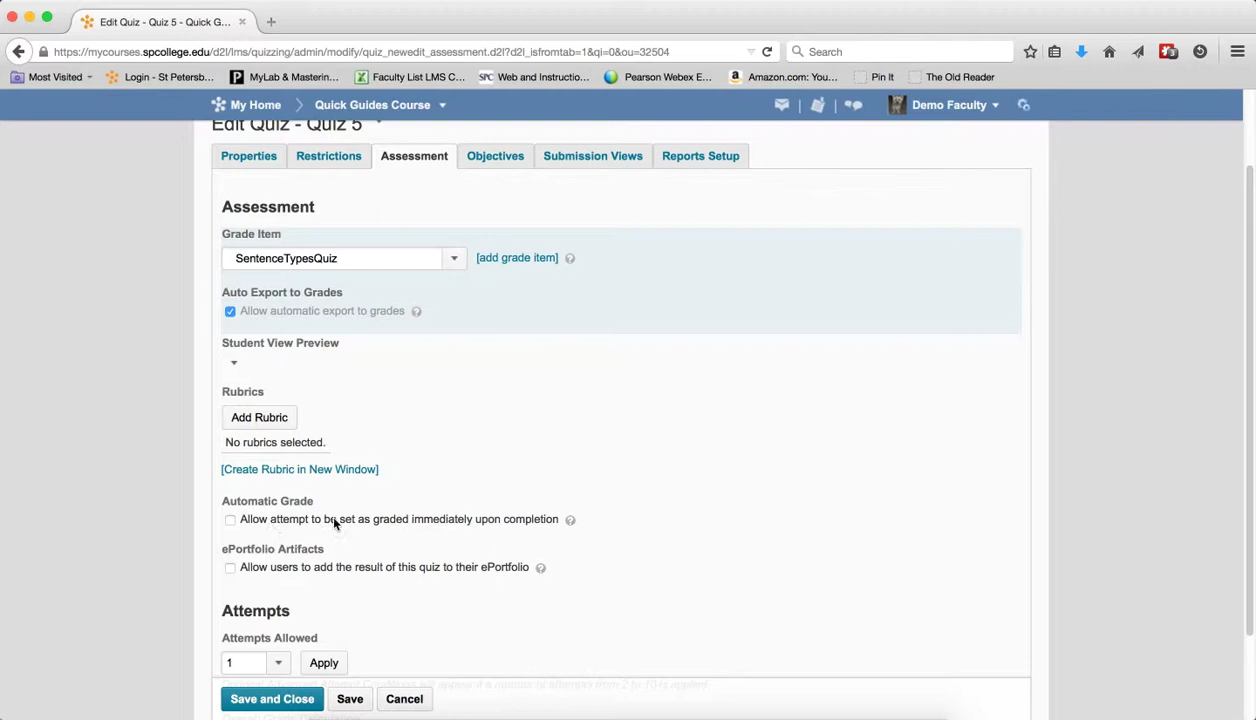 Edit Quiz - Quiz 5 - Quick G...
https://mycourses.spcollege.edu/d2l/lms/quizzing/admin/modify/quiz_newedit_assessment.d2l?d2l_isfromtab=1&qi=0&ou=32504
Search
Most Visited
Login - St Petersb...
MyLab & Mastering...
Faculty List LMS C...
SPC
Web and Instructio...
Pearson Webex E...
Amazon.com: You...
Pin It
The Old Reader
My Home
Quick Guides Course
Demo Faculty
Edit Quiz - Quiz 5
Properties
Restrictions
Assessment
Objectives
Submission Views
Reports Setup
Assessment
Grade Item
SentenceTypesQuiz
[add grade item]
Auto Export to Grades
Allow automatic export to grades
Student View Preview
Rubrics
Add Rubric
No rubrics selected.
[Create Rubric in New Window]
Automatic Grade
Allow attempt to be set as graded immediately upon completion
ePortfolio Artifacts
Allow users to add the result of this quiz to their ePortfolio
Attempts
Attempts Allowed
1
Apply
Save and Close
Save
Cancel